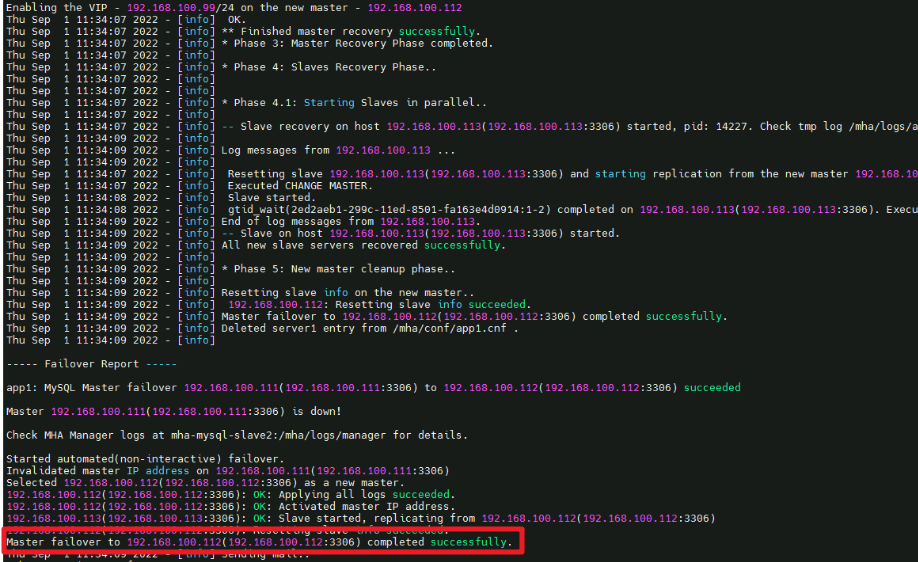 Enabling the VIP - 192.168.100.99/24 on the new master - 192.168.100.112
Thu Sep  1 11:34:07 2022 - [info]  OK.
Thu Sep  1 11:34:07 2022 - [info] ** Finished master recovery successfully.
Thu Sep  1 11:34:07 2022 - [info] * Phase 3: Master Recovery Phase completed.
Thu Sep  1 11:34:07 2022 - [info]
Thu Sep  1 11:34:07 2022 - [info] * Phase 4: Slaves Recovery Phase..
Thu Sep  1 11:34:07 2022 - [info]
Thu Sep  1 11:34:07 2022 - [info]
Thu Sep  1 11:34:07 2022 - [info] * Phase 4.1: Starting Slaves in parallel..
Thu Sep  1 11:34:07 2022 - [info]
Thu Sep  1 11:34:07 2022 - [info] -- Slave recovery on host 192.168.100.113(192.168.100.113:3306) started, pid: 14227. Check tmp log /mha/logs/a
Thu Sep  1 11:34:09 2022 - [info]
Thu Sep  1 11:34:09 2022 - [info] Log messages from 192.168.100.113 ...
Thu Sep  1 11:34:09 2022 - [info]
Thu Sep  1 11:34:07 2022 - [info]  Resetting slave 192.168.100.113(192.168.100.113:3306) and starting replication from the new master 192.168.10
Thu Sep  1 11:34:07 2022 - [info]  Executed CHANGE MASTER.
Thu Sep  1 11:34:08 2022 - [info]  Slave started.
Thu Sep  1 11:34:08 2022 - [info]  gtid_wait(2ed2aeb1-299c-11ed-8501-fa163e4d0914:1-2) completed on 192.168.100.113(192.168.100.113:3306). Execu
Thu Sep  1 11:34:09 2022 - [info] End of log messages from 192.168.100.113.
Thu Sep  1 11:34:09 2022 - [info] -- Slave on host 192.168.100.113(192.168.100.113:3306) started.
Thu Sep  1 11:34:09 2022 - [info] All new slave servers recovered successfully.
Thu Sep  1 11:34:09 2022 - [info]
Thu Sep  1 11:34:09 2022 - [info] * Phase 5: New master cleanup phase..
Thu Sep  1 11:34:09 2022 - [info]
Thu Sep  1 11:34:09 2022 - [info] Resetting slave info on the new master..
Thu Sep  1 11:34:09 2022 - [info]  192.168.100.112: Resetting slave info succeeded.
Thu Sep  1 11:34:09 2022 - [info] Master failover to 192.168.100.112(192.168.100.112:3306) completed successfully.
Thu Sep  1 11:34:09 2022 - [info] Deleted server1 entry from /mha/conf/app1.cnf .
Thu Sep  1 11:34:09 2022 - [info]
----- Failover Report -----
app1: MySQL Master failover 192.168.100.111(192.168.100.111:3306) to 192.168.100.112(192.168.100.112:3306) succeeded
Master 192.168.100.111(192.168.100.111:3306) is down!
Check MHA Manager logs at mha-mysql-slave2:/mha/logs/manager for details.
Started automated(non-interactive) failover.
Invalidated master IP address on 192.168.100.111(192.168.100.111:3306)
Selected 192.168.100.112(192.168.100.112:3306) as a new master.
192.168.100.112(192.168.100.112:3306): OK: Applying all logs succeeded.
192.168.100.112(192.168.100.112:3306): OK: Activated master IP address.
192.168.100.113(192.168.100.113:3306): OK: Slave started, replicating from 192.168.100.112(192.168.100.112:3306)
192.168.100.112(192.168.100.112:3306): Resetting slave info succeeded.
Master failover to 192.168.100.112(192.168.100.112:3306) completed successfully.
Thu Sep  1 11:34:09 2022 - [info] Sending mail..